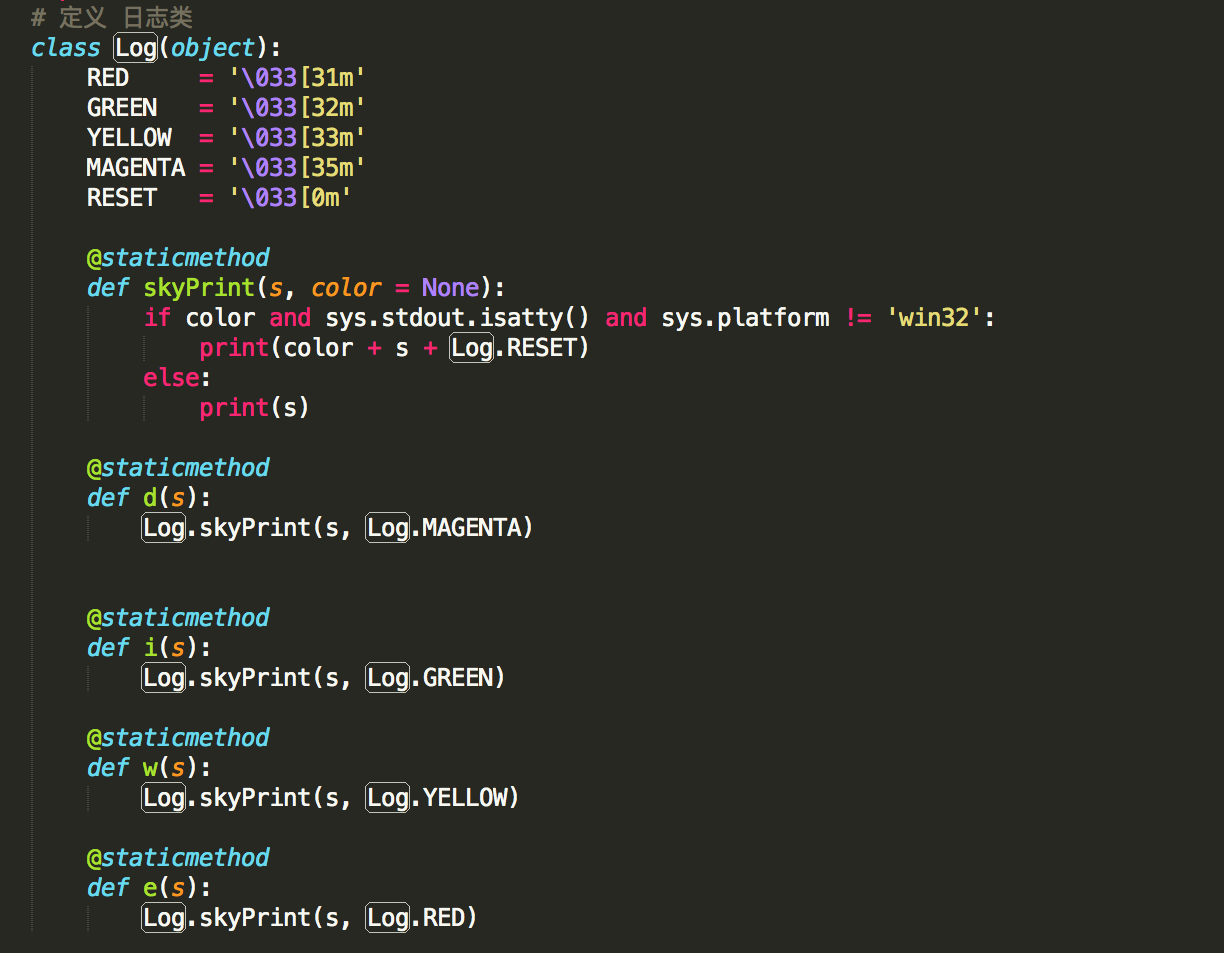 # 定义 日志类
class Log(object):
    RED     = '\033[31m'
    GREEN   = '\033[32m'
    YELLOW  = '\033[33m'
    MAGENTA = '\033[35m'
    RESET   = '\033[0m'
    @staticmethod
    def skyPrint(s, color = None):
        if color and sys.stdout.isatty() and sys.platform != 'win32':
            print(color + s + Log.RESET)
        else:
            print(s)
    @staticmethod
    def d(s):
        Log.skyPrint(s, Log.MAGENTA)
    @staticmethod
    def i(s):
        Log.skyPrint(s, Log.GREEN)
    @staticmethod
    def w(s):
        Log.skyPrint(s, Log.YELLOW)
    @staticmethod
    def e(s):
        Log.skyPrint(s, Log.RED)